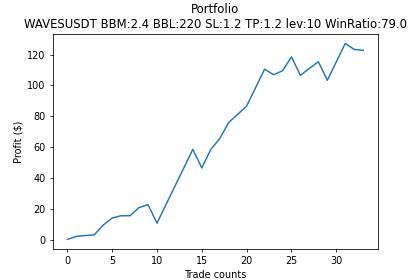 Portfolio
WAVESUSDT BBM:2.4 BBL:220 SL:1.2 TP:1.2 lev:10 WinRatio:79.0
120
100
80
60
40
20
0
Profit ($)
0 5 10 15 20 25 30
Trade counts